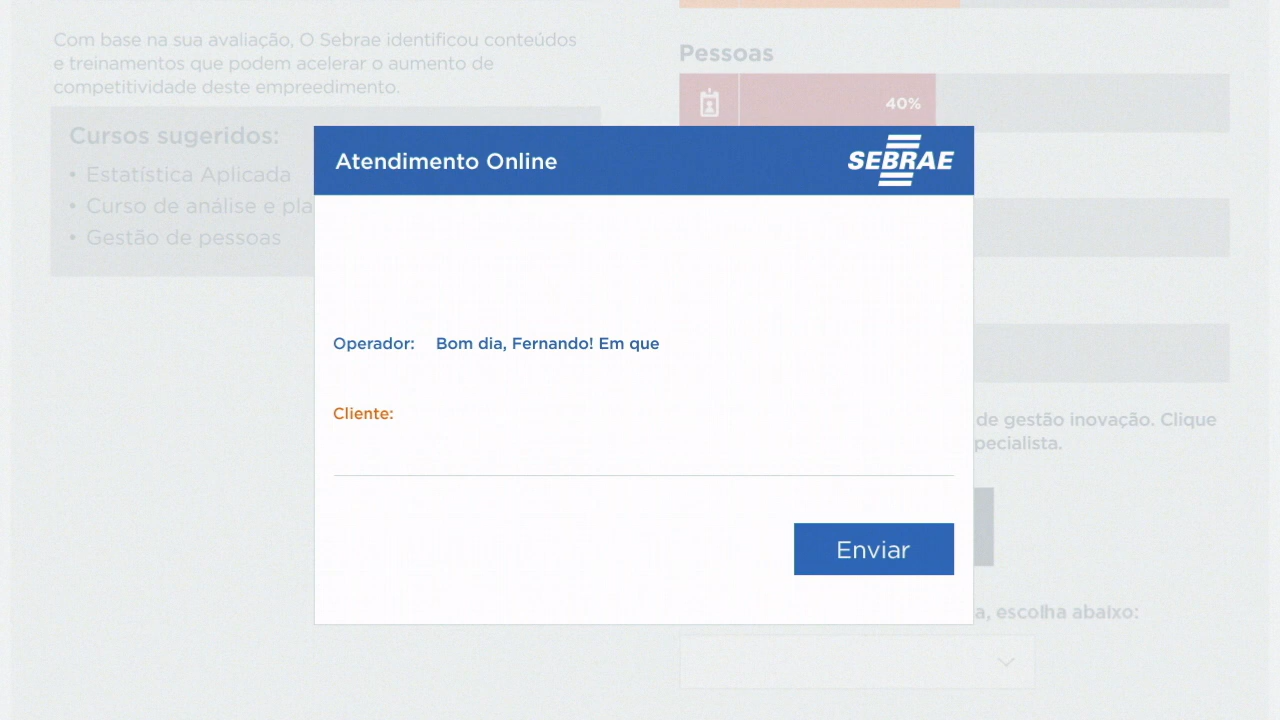 Com base na sua avaliação, O Sebrae identificou conteúdos
e treinamentos que podem acelerar o aumento de
competitividade deste empreedimento.
Cursos sugeridos:
• Estatística Aplicada
• Curso de análise e pla
• Gestão de pessoas
Pessoas
40%
Atendimento Online
SEBRAE
Operador: Bom dia, Fernando! Em que
Cliente:
Enviar
de gestão inovação. Clique
pecialista.
a, escolha abaixo: